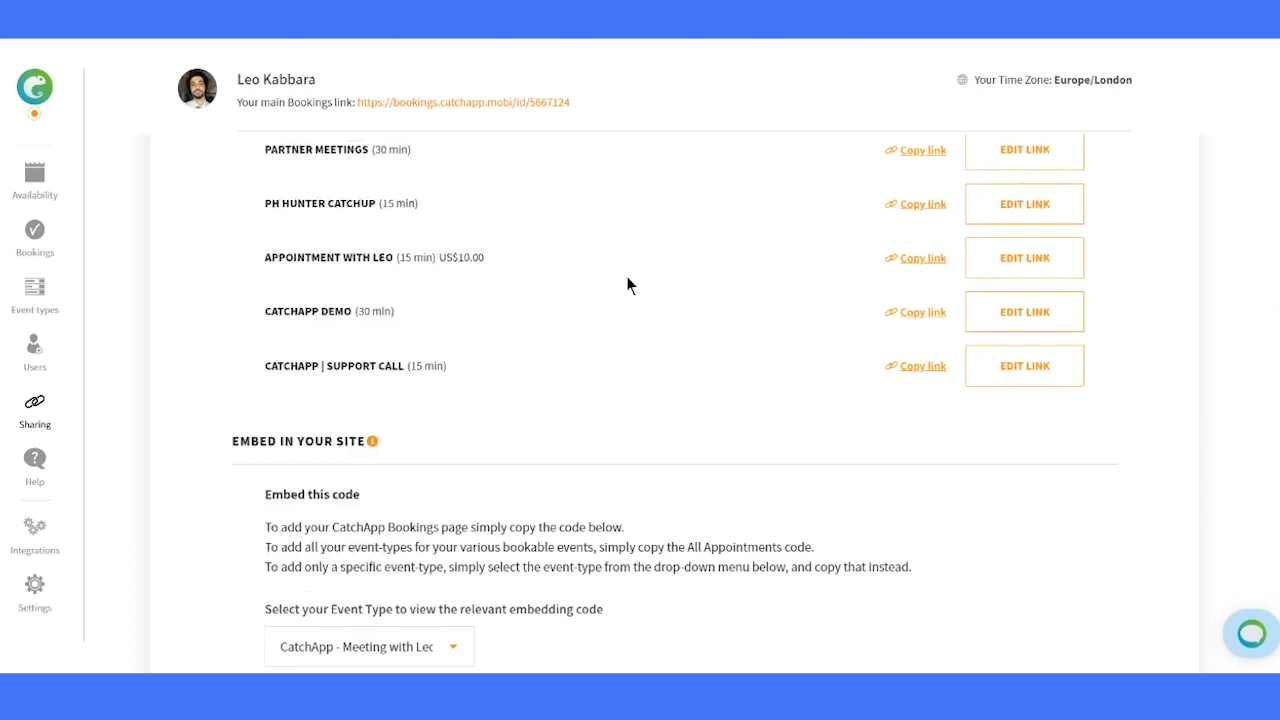 Leo Kabbara
Your main Bookings link: https://bookings.catchapp.mobi/id/5667124
Your Time Zone: Europe/London
Availability
Bookings
Event types
Users
Sharing
Help
Integrations
Settings
PARTNER MEETINGS (30 min) Copy link EDIT LINK
PH HUNTER CATCHUP (15 min) Copy link EDIT LINK
APPOINTMENT WITH LEO (15 min) US$10.00 Copy link EDIT LINK
CATCHAPP DEMO (30 min) Copy link EDIT LINK
CATCHAPP | SUPPORT CALL (15 min) Copy link EDIT LINK
EMBED IN YOUR SITE
Embed this code
To add your CatchApp Bookings page simply copy the code below.
To add all your event-types for your various bookable events, simply copy the All Appointments code.
To add only a specific event-type, simply select the event-type from the drop-down menu below, and copy that instead.
Select your Event Type to view the relevant embedding code
CatchApp - Meeting with Leo